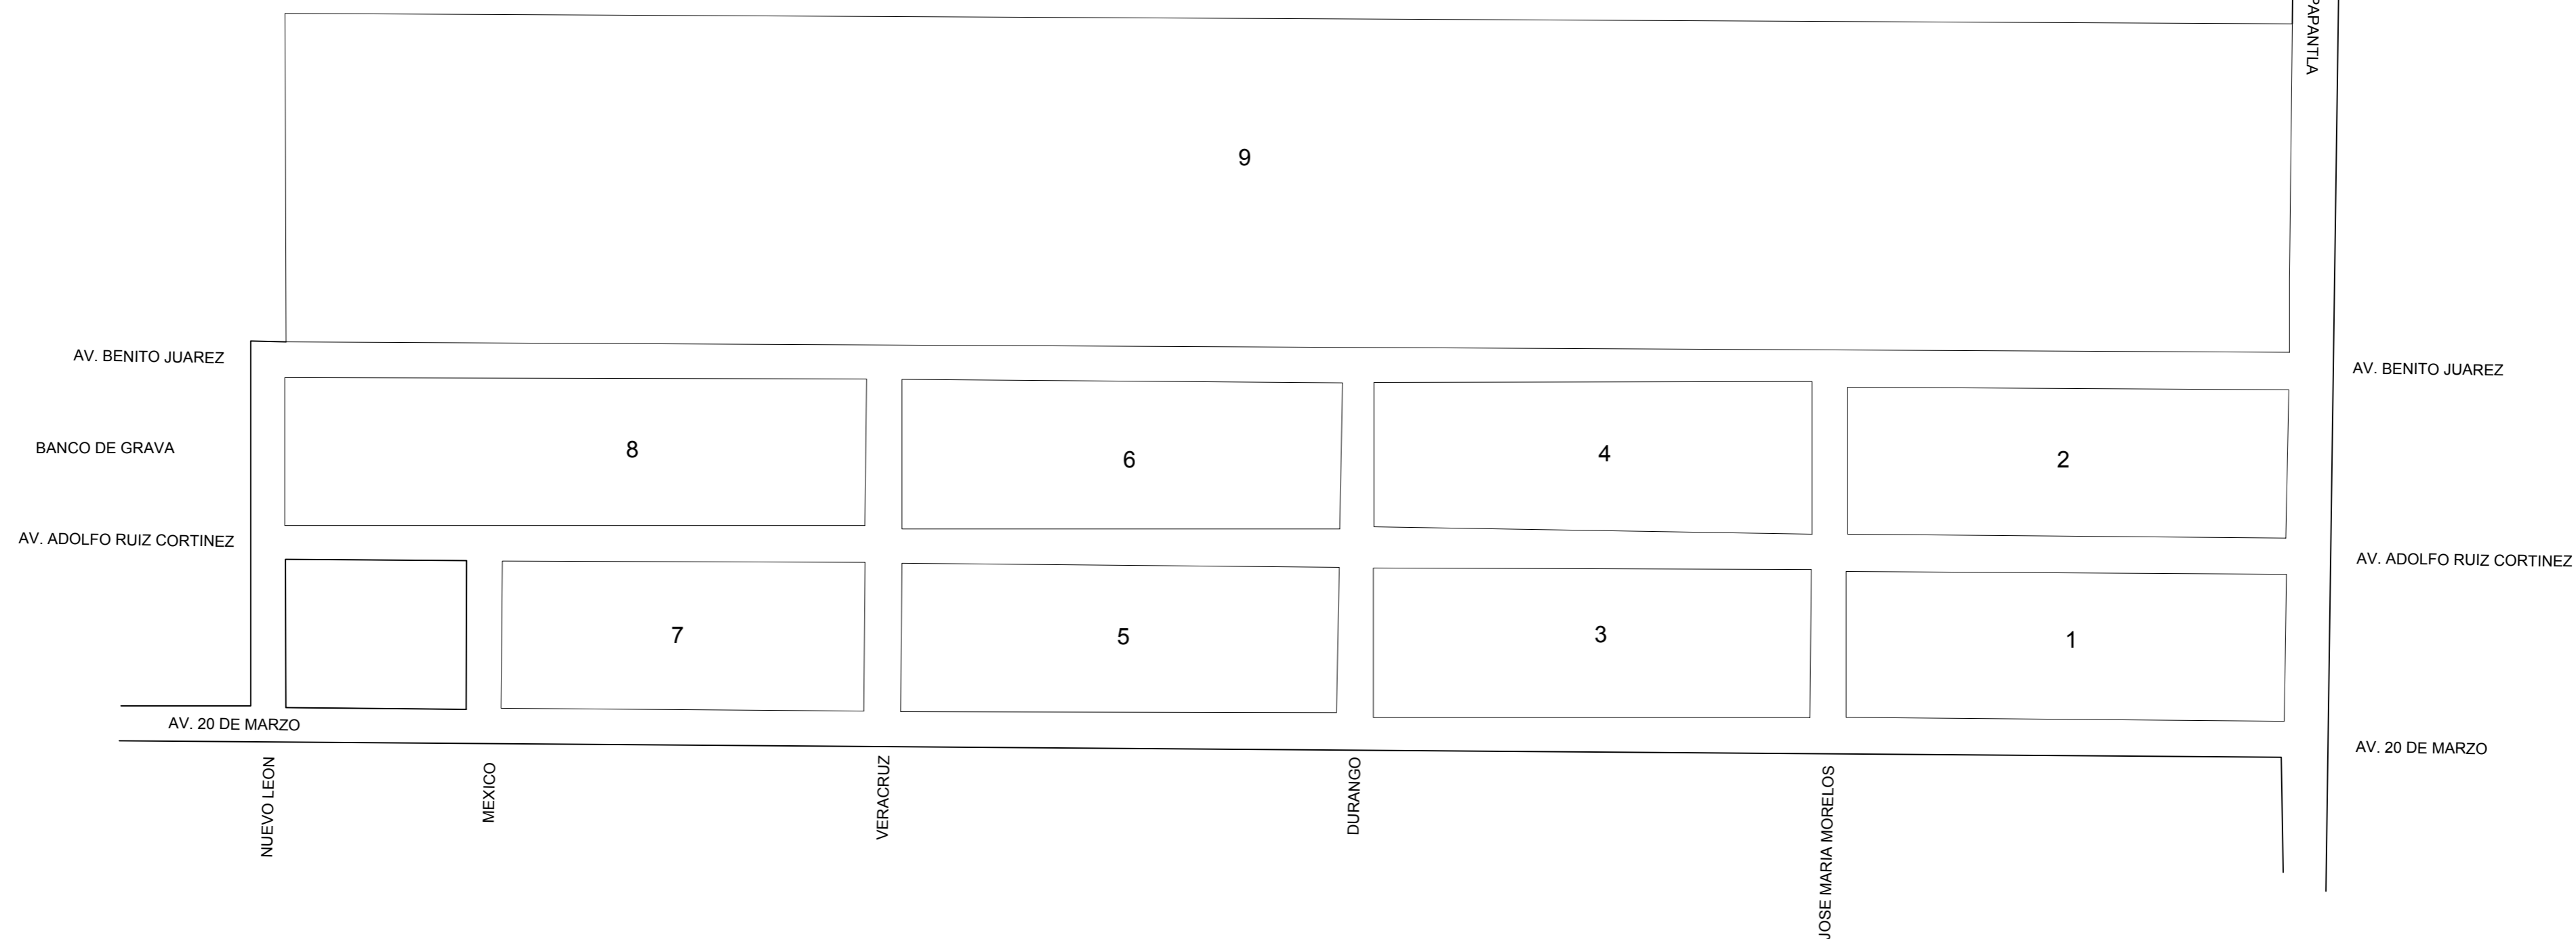 PAPANTLA
9
AV. BENITO JUAREZ
AV. BENITO JUAREZ
BANCO DE GRAVA
8
6
4
2
AV. ADOLFO RUIZ CORTINEZ
AV. ADOLFO RUIZ CORTINEZ
7
5
3
1
AV. 20 DE MARZO
AV. 20 DE MARZO
NUEVO LEON
MEXICO
VERACRUZ
DURANGO
JOSE MARIA MORELOS